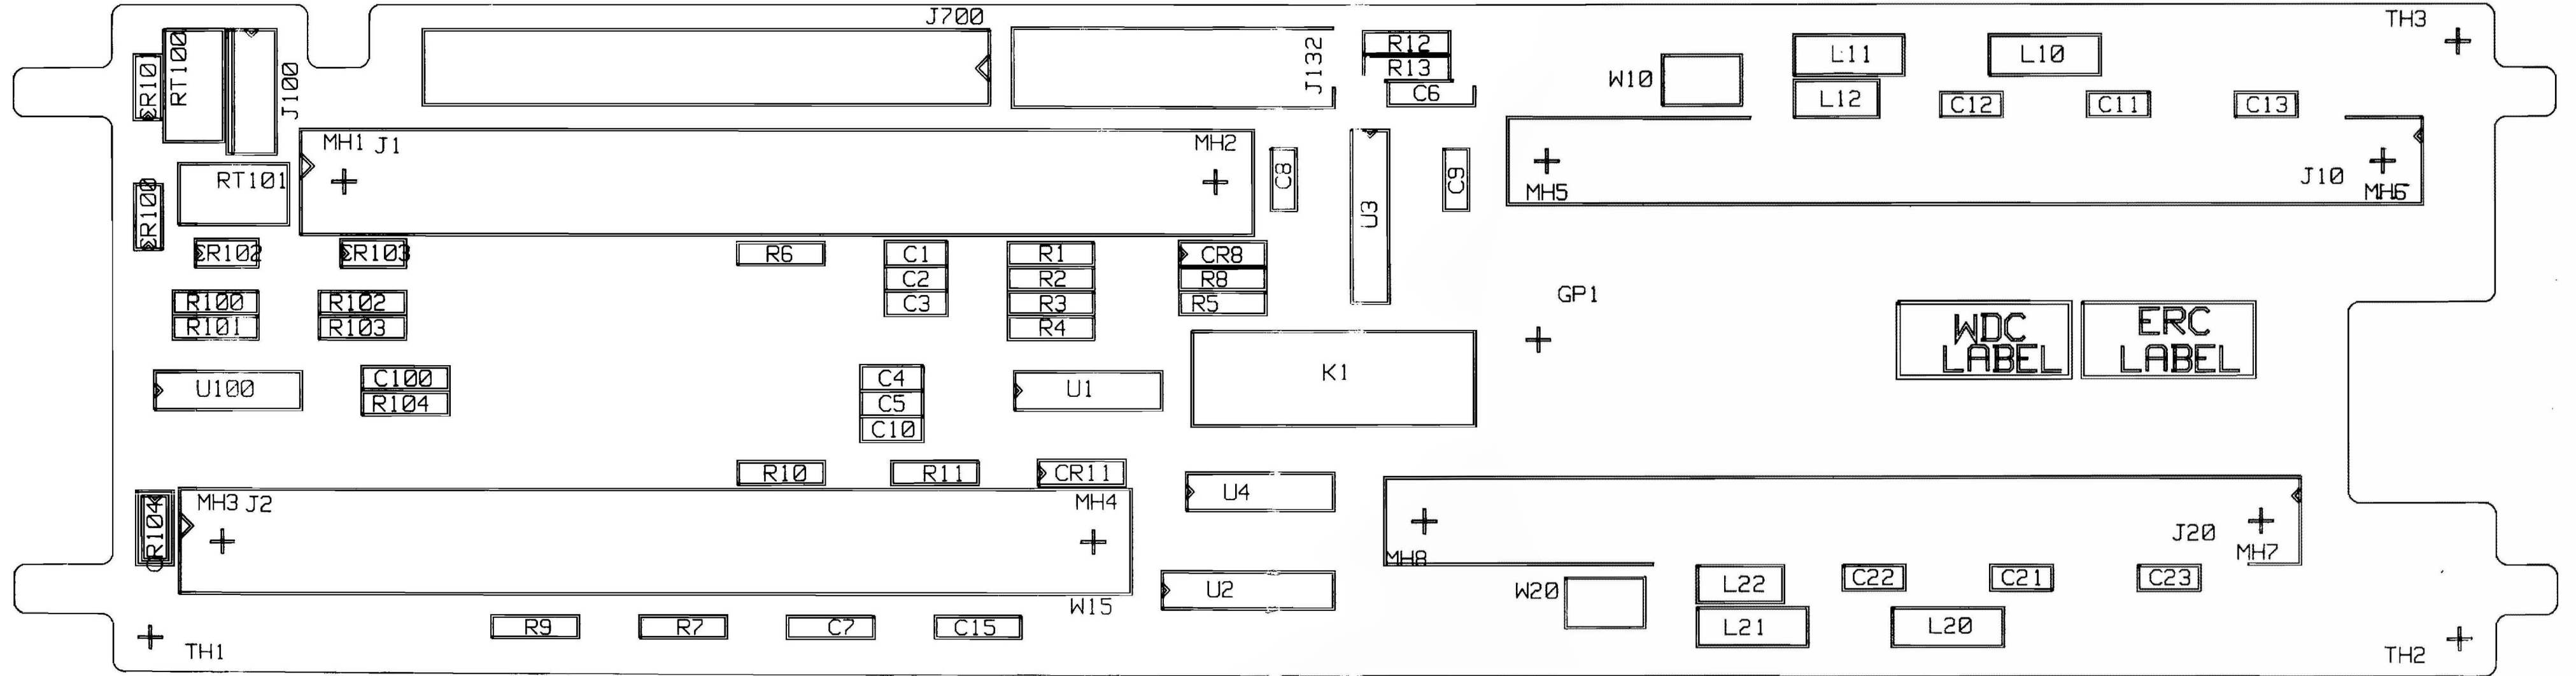 J700
TH3
RT100
J132
R12
L11
L10
R13
W10
CR101
J100
C6
L12
C12
C11
C13
MH1
J1
MH2
RT101
C8
C9
J10
MH5
MH6
R100
U3
CR102
CR103
R6
C1
R1
CR8
C2
R2
R8
GP1
R100
R102
C3
R3
R5
R101
R103
R4
WDC
LABEL
ERC
LABEL
K1
U100
C100
R104
C4
U1
C5
C10
R10
R11
CR11
U4
MH3
J2
MH4
R104
J20
MH7
MH8
U2
W20
L22
C22
C21
C23
W15
R9
R7
C7
C15
L21
L20
TH1
TH2